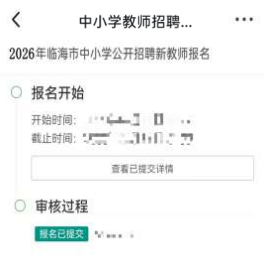 中小学教师招聘...
2026年临海市中小学公开招聘新教师报名
报名开始
开始时间：
截止时间：
查看已提交详情
审核过程
报名已提交